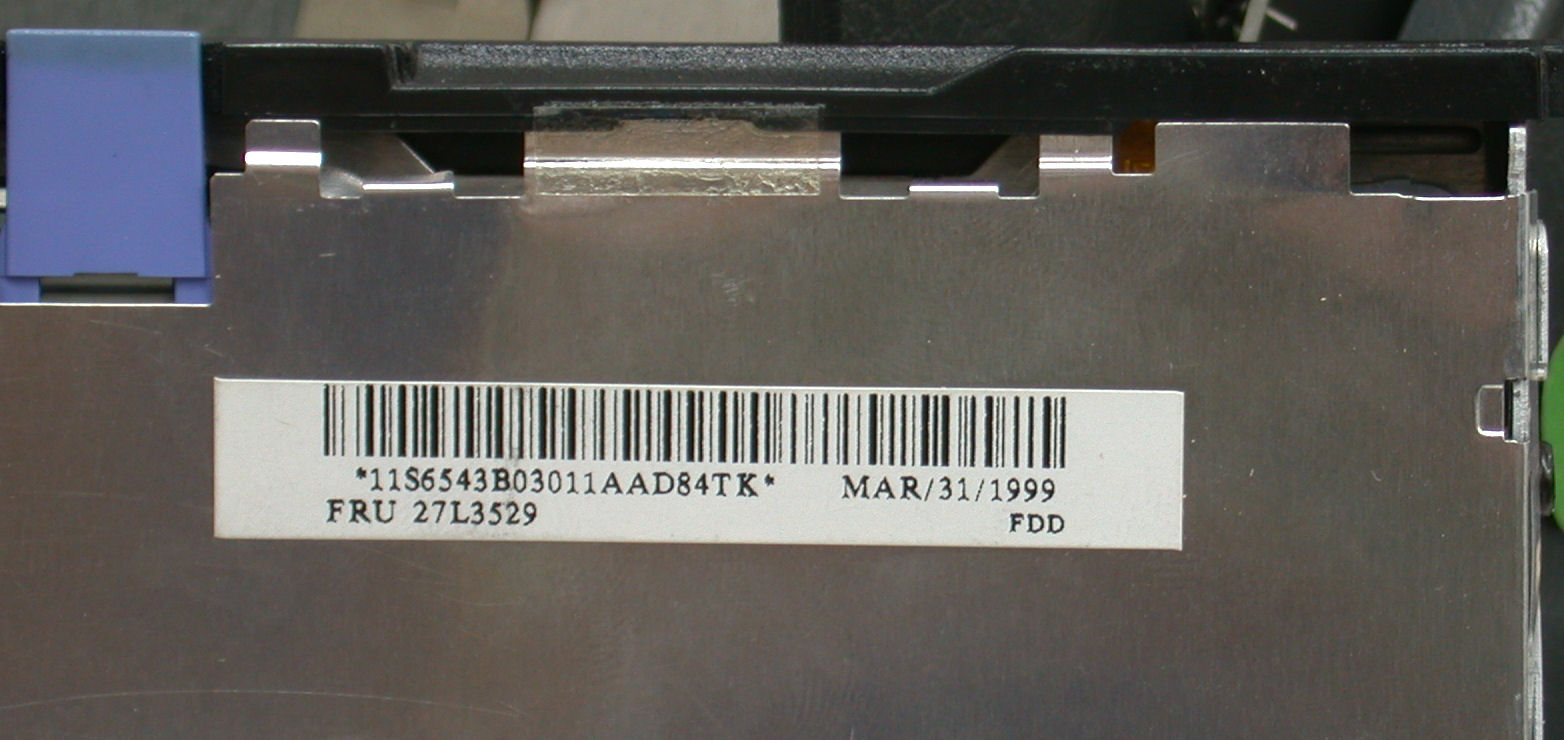 *11S6543B03011AAD84TK* MAR/31/1999
FRU 27L3529 FDD